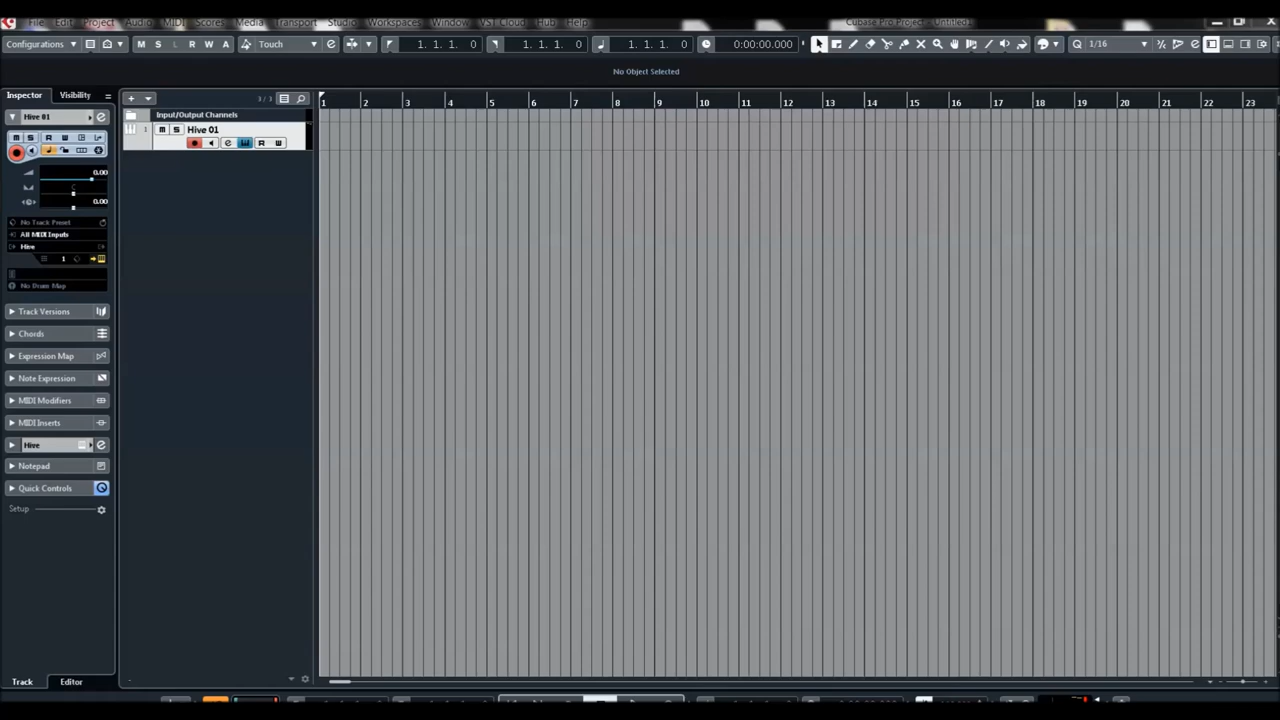 File Edit Project Audio MIDI Scores Media Transport Studio Workspaces Window VST Cloud Hub Help Cubase Pro Project - Untitled1
Configurations M S L R W A Touch 1. 1. 1. 0 1. 1. 1. 0 1. 1. 1. 0 0:00:00.000 1/16
No Object Selected
Inspector Visibility 3 / 3 1 2 3 4 5 6 7 8 9 10 11 12 13 14 15 16 17 18 19 20 21 22 23
Input/Output Channels
Hive 01
1 M S Hive 01
M S R W
R W
0.00
C
0.00
No Track Preset
All MIDI Inputs
Hive
1
No Drum Map
Track Versions
Chords
Expression Map
Note Expression
MIDI Modifiers
MIDI Inserts
Hive
Notepad
Quick Controls
Setup
Track Editor